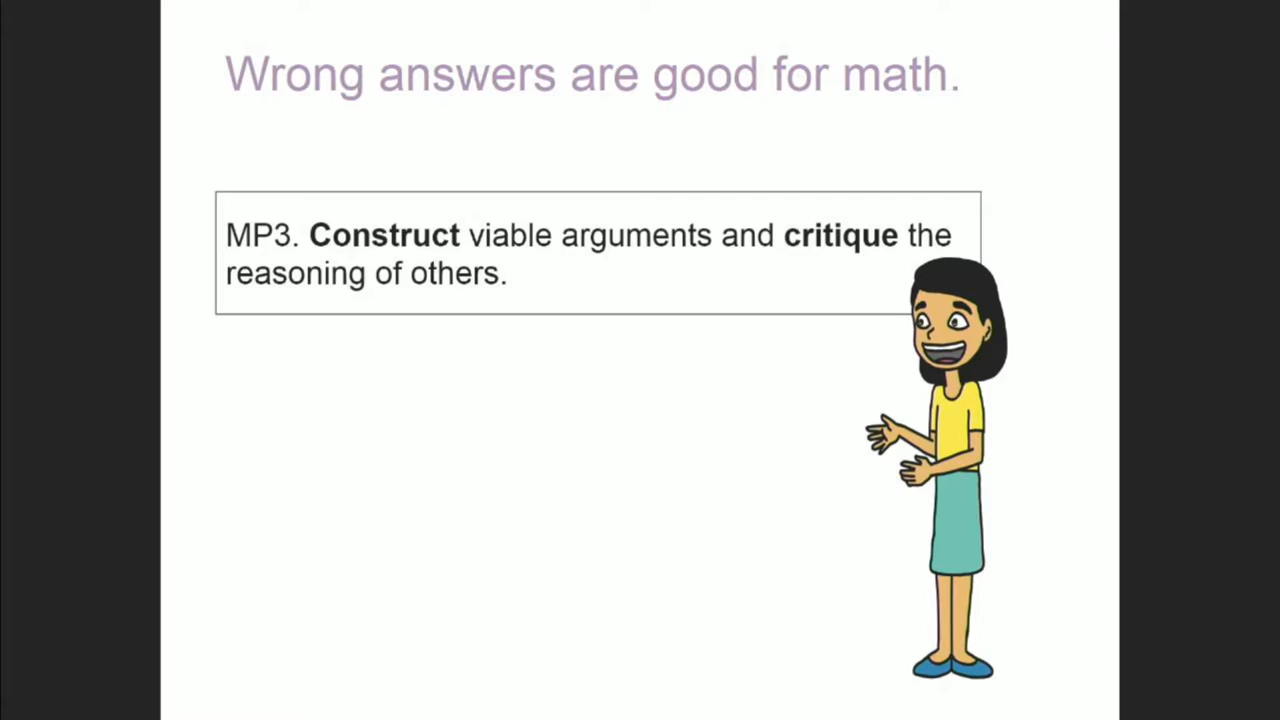 Wrong answers are good for math.
MP3. Construct viable arguments and critique the
reasoning of others.